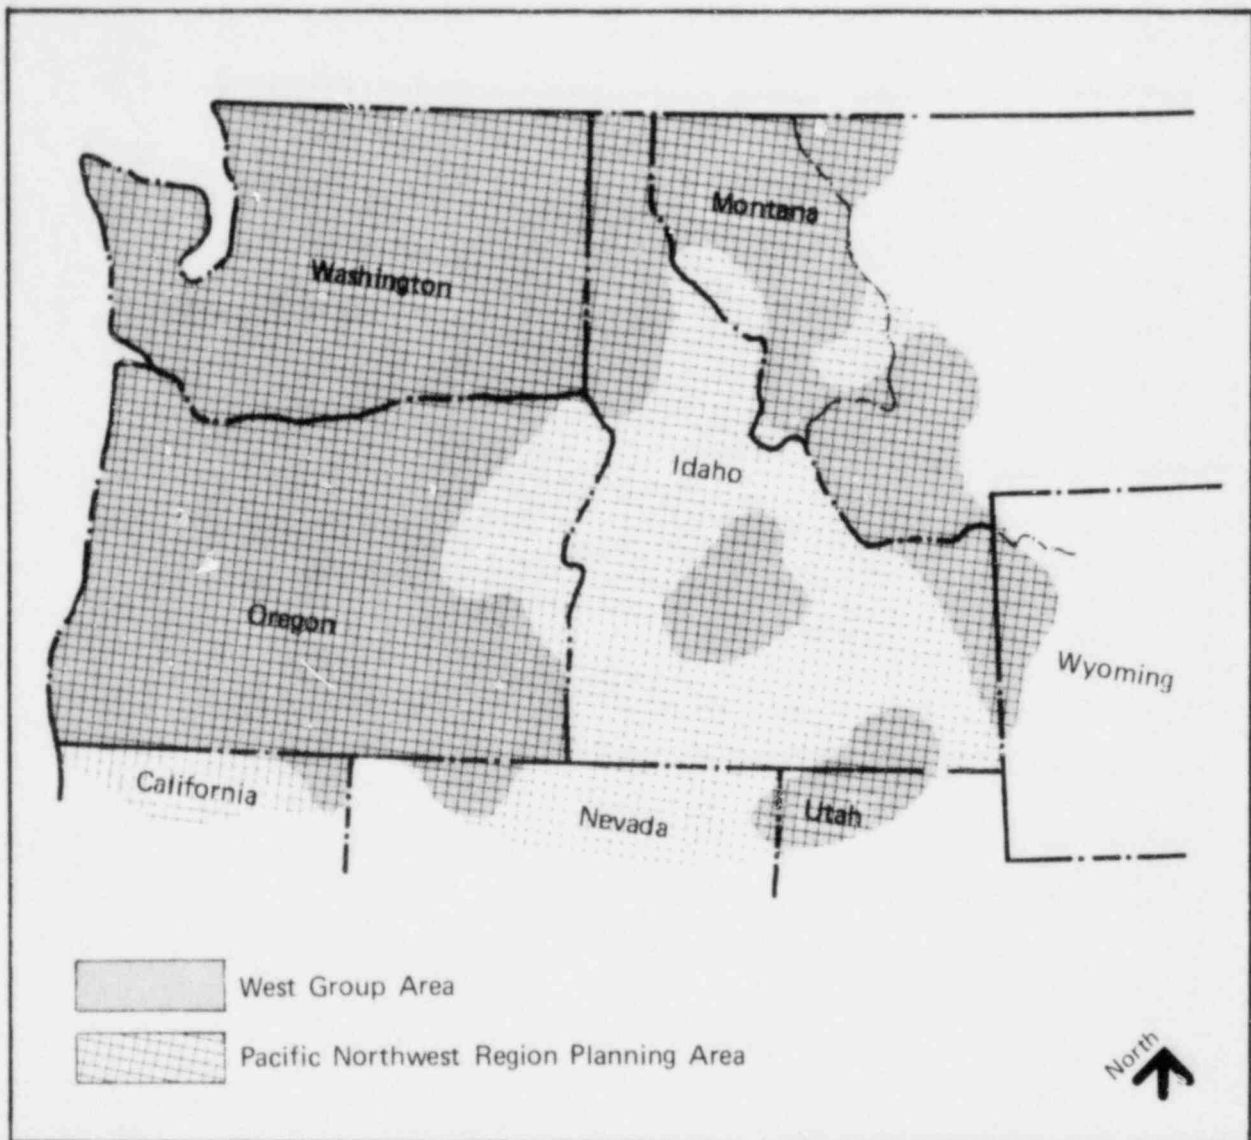 Montana
Washington
Idaho
Oregon
Wyoming
California
Nevada
Utah
West Group Area
Pacific Northwest Region Planning Area
North